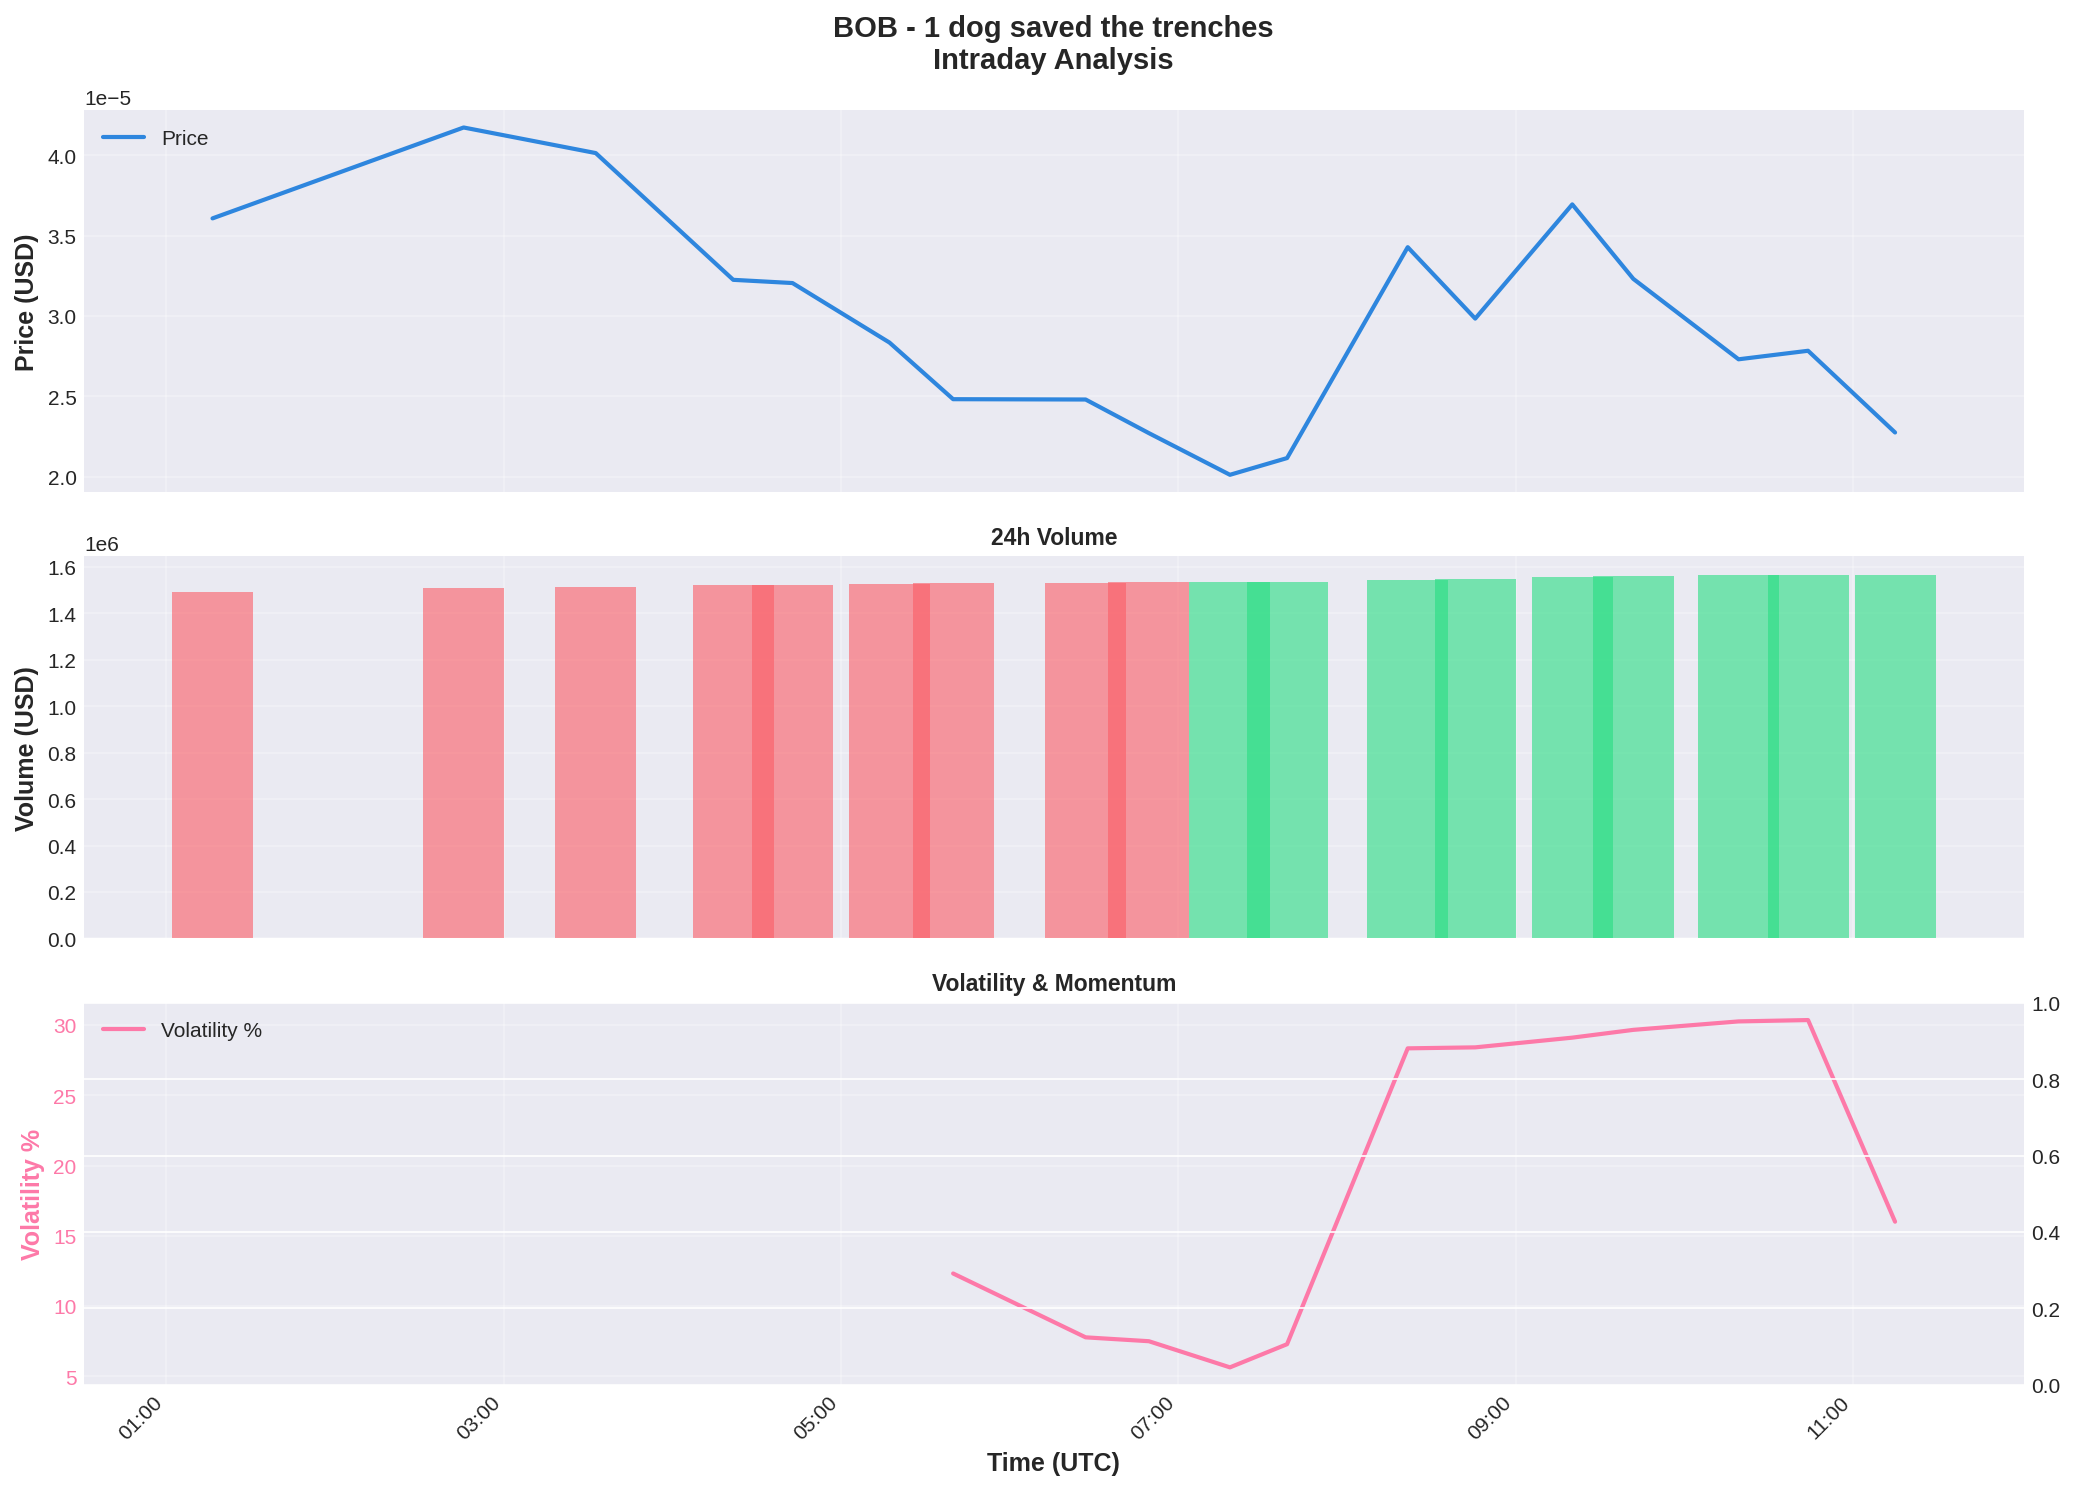 BOB - 1 dog saved the trenches
Intraday Analysis
1e−5
Price
4.0
3.5
3.0
2.5
2.0
Price (USD)
24h Volume
1e6
1.6
1.4
1.2
1.0
0.8
0.6
0.4
0.2
0.0
Volume (USD)
Volatility & Momentum
Volatility %
30
25
20
15
10
5
Volatility %
1.0
0.8
0.6
0.4
0.2
0.0
01:00
03:00
05:00
07:00
09:00
11:00
Time (UTC)